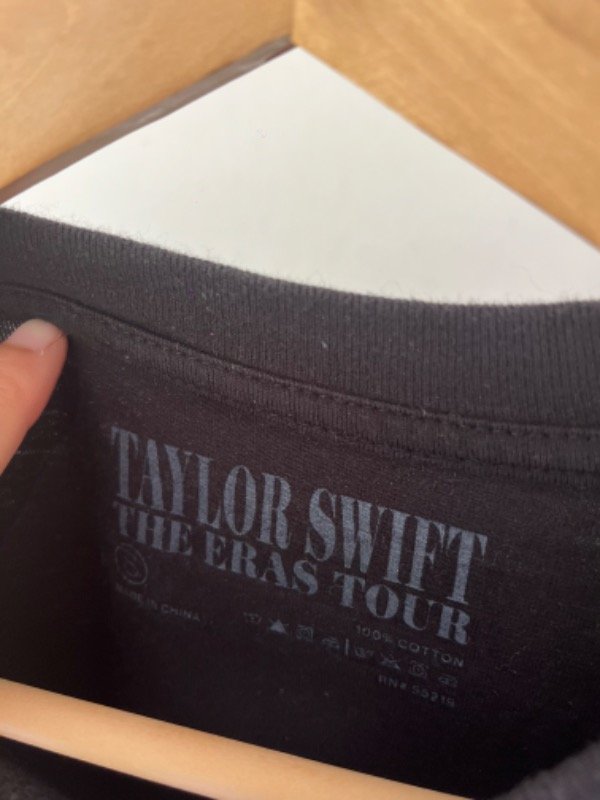 TAYLOR SWIFT
THE ERAS TOUR
S
MADE IN CHINA
100% COTTON